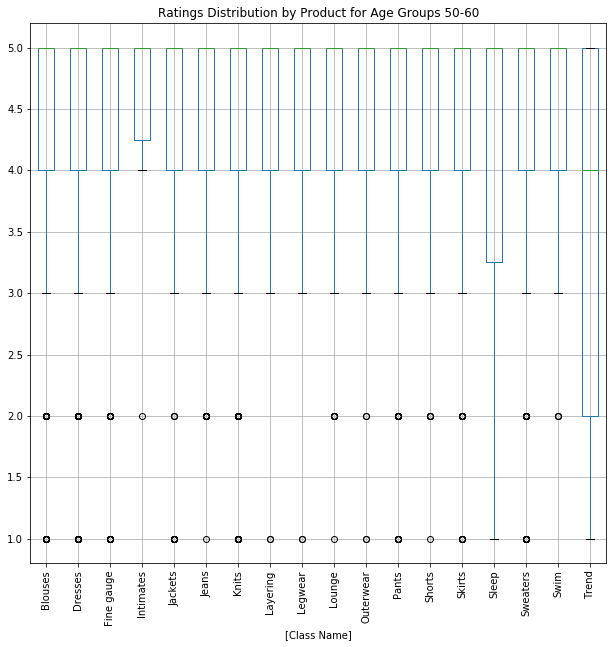 Ratings Distribution by Product for Age Groups 50-60
5.0
4.5
4.0
3.5
3.0
2.5
2.0
1.5
1.0
Blouses
Dresses
Fine gauge
Intimates
Jackets
Jeans
Knits
Layering
Legwear
Lounge
Outerwear
Pants
Shorts
Skirts
Sleep
Sweaters
Swim
Trend
[Class Name]